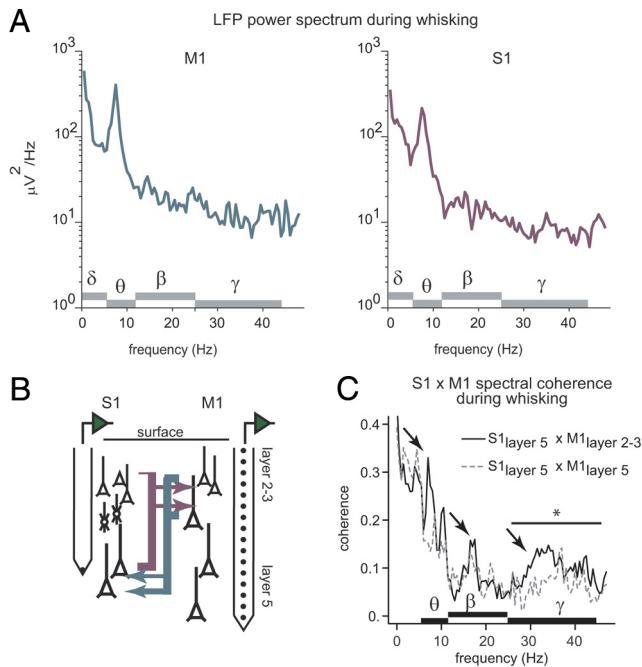 A
LFP power spectrum during whisking
M1
S1
μV²/Hz
10³
10²
10¹
10⁰
δ
θ
β
γ
0
10
20
30
40
frequency (Hz)
δ
θ
β
γ
0
10
20
30
40
frequency (Hz)
B
S1
M1
surface
layer 2-3
layer 5
C
S1 x M1 spectral coherence
during whisking
S1layer 5 x M1layer 2-3
S1layer 5 x M1layer 5
*
coherence
0.4
0.3
0.2
0.1
0.
θ
β
γ
0
10
20
30
40
frequency (Hz)